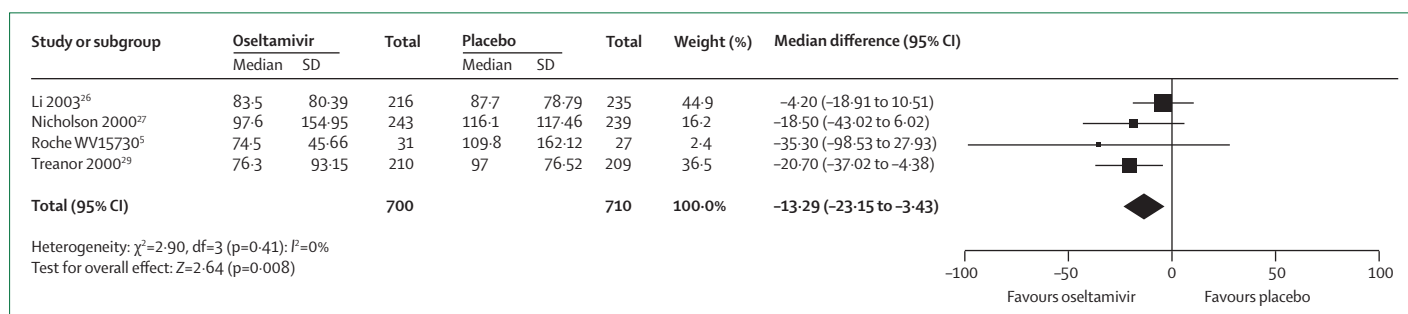 Study or subgroup Oseltamivir Total Placebo Total Weight (%) Median difference (95% CI)
Median SD Median SD
Li 2003²⁶ 83·5 80·39 216 87·7 78·79 235 44·9 –4·20 (–18·91 to 10·51)
Nicholson 2000²⁷ 97·6 154·95 243 116·1 117·46 239 16·2 –18·50 (–43·02 to 6·02)
Roche WV15730⁵ 74·5 45·66 31 109·8 162·12 27 2·4 –35·30 (–98·53 to 27·93)
Treanor 2000²⁹ 76·3 93·15 210 97 76·52 209 36·5 –20·70 (–37·02 to –4·38)
Total (95% CI) 700 710 100·0% –13·29 (–23·15 to –3·43)
Heterogeneity: χ²=2·90, df=3 (p=0·41): I²=0%
Test for overall effect: Z=2·64 (p=0·008)
–100 –50 0 50 100
Favours oseltamivir Favours placebo